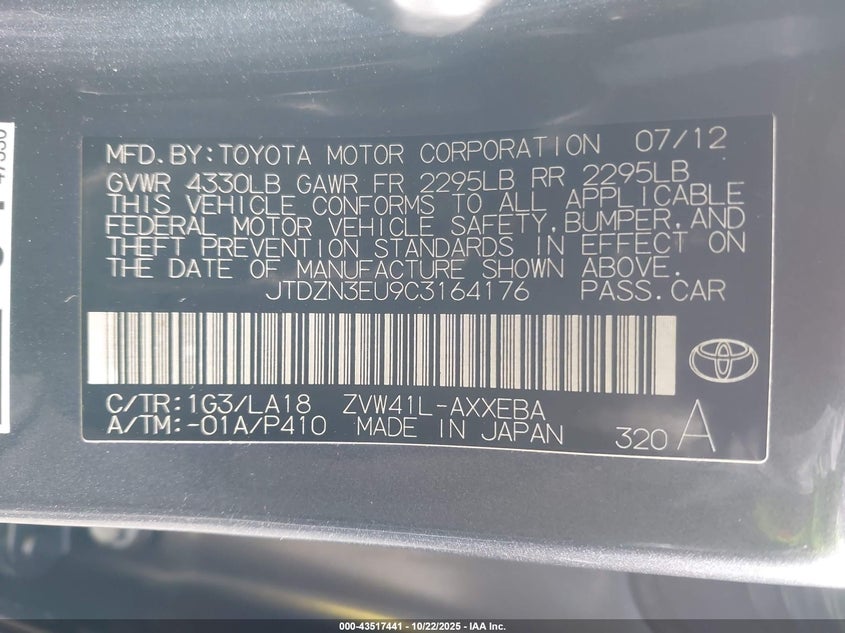 MFD.BY:TOYOTA MOTOR CORPORATION 07/12
GVWR 4330LB GAWR FR 2295LB RR 2295LB
THIS VEHICLE CONFORMS TO ALL APPLICABLE
FEDERAL MOTOR VEHICLE SAFETY,BUMPER,AND
THEFT PREVENTION STANDARDS IN EFFECT ON
THE DATE OF MANUFACTURE SHOWN ABOVE.
JTDZN3EU9C3164176 PASS.CAR
C/TR:1G3/LA18 ZVW41L-AXXEBA
A/TM:-01A/P410 MADE IN JAPAN 320 A
000-43517441 - 10/22/2025 - IAA Inc.